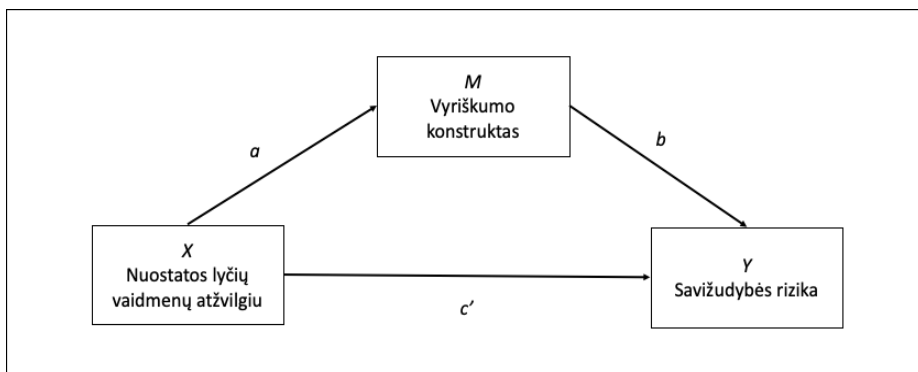 M
Vyriškumo
konstruktas
a
b
X
Nuostatos lyčių
vaidmenų atžvilgiu
Y
Savižudybės rizika
c’